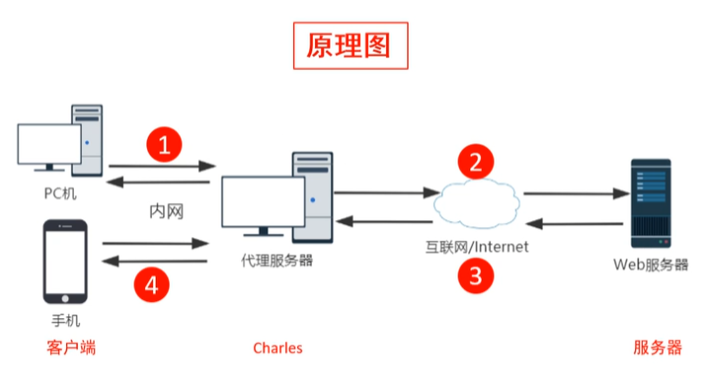 原理图
1
2
PC机
内网
代理服务器
互联网/Internet
Web服务器
3
4
手机
客户端
Charles
服务器